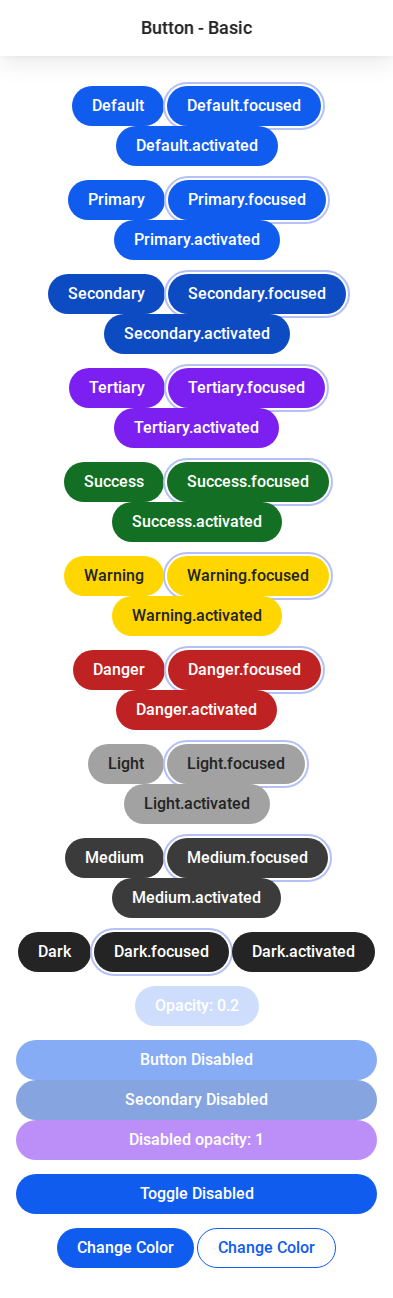 Button - Basic
Default Default.focused
Default.activated
Primary Primary.focused
Primary.activated
Secondary Secondary.focused
Secondary.activated
Tertiary Tertiary.focused
Tertiary.activated
Success Success.focused
Success.activated
Warning Warning.focused
Warning.activated
Danger Danger.focused
Danger.activated
Light Light.focused
Light.activated
Medium Medium.focused
Medium.activated
Dark Dark.focused Dark.activated
Opacity: 0.2
Button Disabled
Secondary Disabled
Disabled opacity: 1
Toggle Disabled
Change Color Change Color